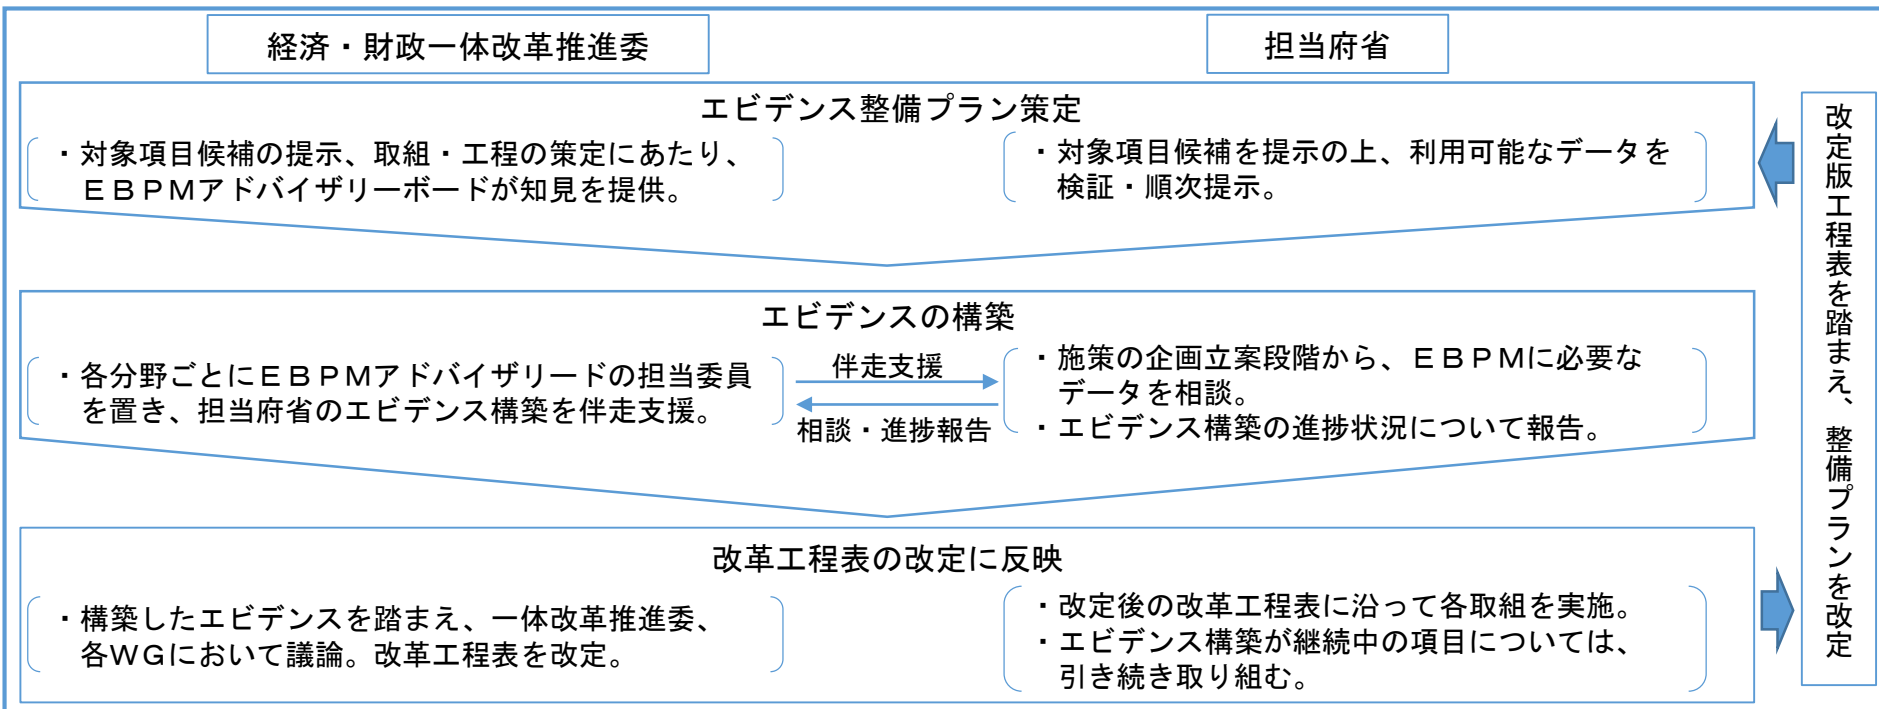 経済・財政一体改革推進委
担当府省
エビデンス整備プラン策定
・対象項目候補の提示、取組・工程の策定にあたり、
ＥＢＰＭアドバイザリーボードが知見を提供。
・対象項目候補を提示の上、利用可能なデータを
検証・順次提示。
エビデンスの構築
・各分野ごとにＥＢＰＭアドバイザリードの担当委員
を置き、担当府省のエビデンス構築を伴走支援。
伴走支援
相談・進捗報告
・施策の企画立案段階から、ＥＢＰＭに必要な
データを相談。
・エビデンス構築の進捗状況について報告。
改革工程表の改定に反映
・構築したエビデンスを踏まえ、一体改革推進委、
各ＷＧにおいて議論。改革工程表を改定。
・改定後の改革工程表に沿って各取組を実施。
・エビデンス構築が継続中の項目については、
引き続き取り組む。
改定版工程表を踏まえ、整備プランを改定